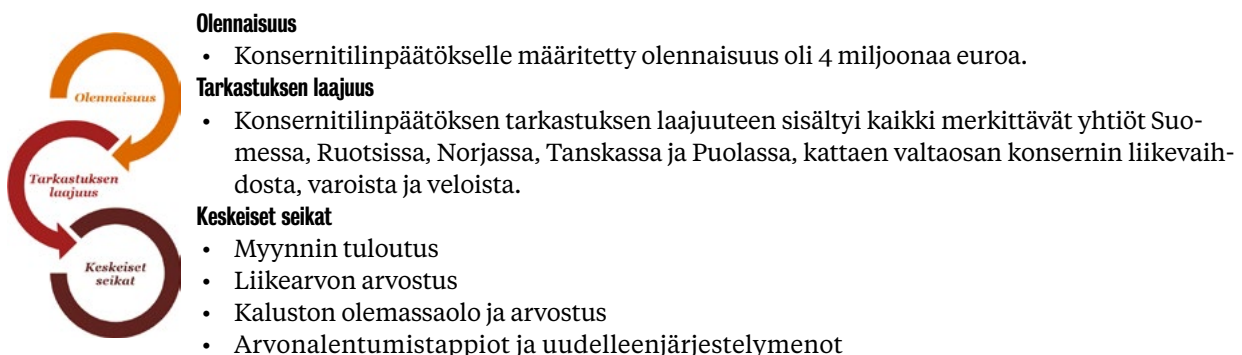 Olennaisuus
• Konsernitilinpäätökselle määritetty olennaisuus oli 4 miljoonaa euroa.
Olennaisuus
Tarkastuksen laajuus
• Konsernitilinpäätöksen tarkastuksen laajuuteen sisältyi kaikki merkittävät yhtiöt Suo-
messa, Ruotsissa, Norjassa, Tanskassa ja Puolassa, kattaen valtaosan konsernin liikevaih-
dosta, varoista ja veloista.
Tarkastuksen
laajuus
Keskeiset seikat
• Myynnin tuloutus
• Liikearvon arvostus
• Kaluston olemassaolo ja arvostus
• Arvonalentumistappiot ja uudelleenjärjestelymenot
Keskeiset
seikat